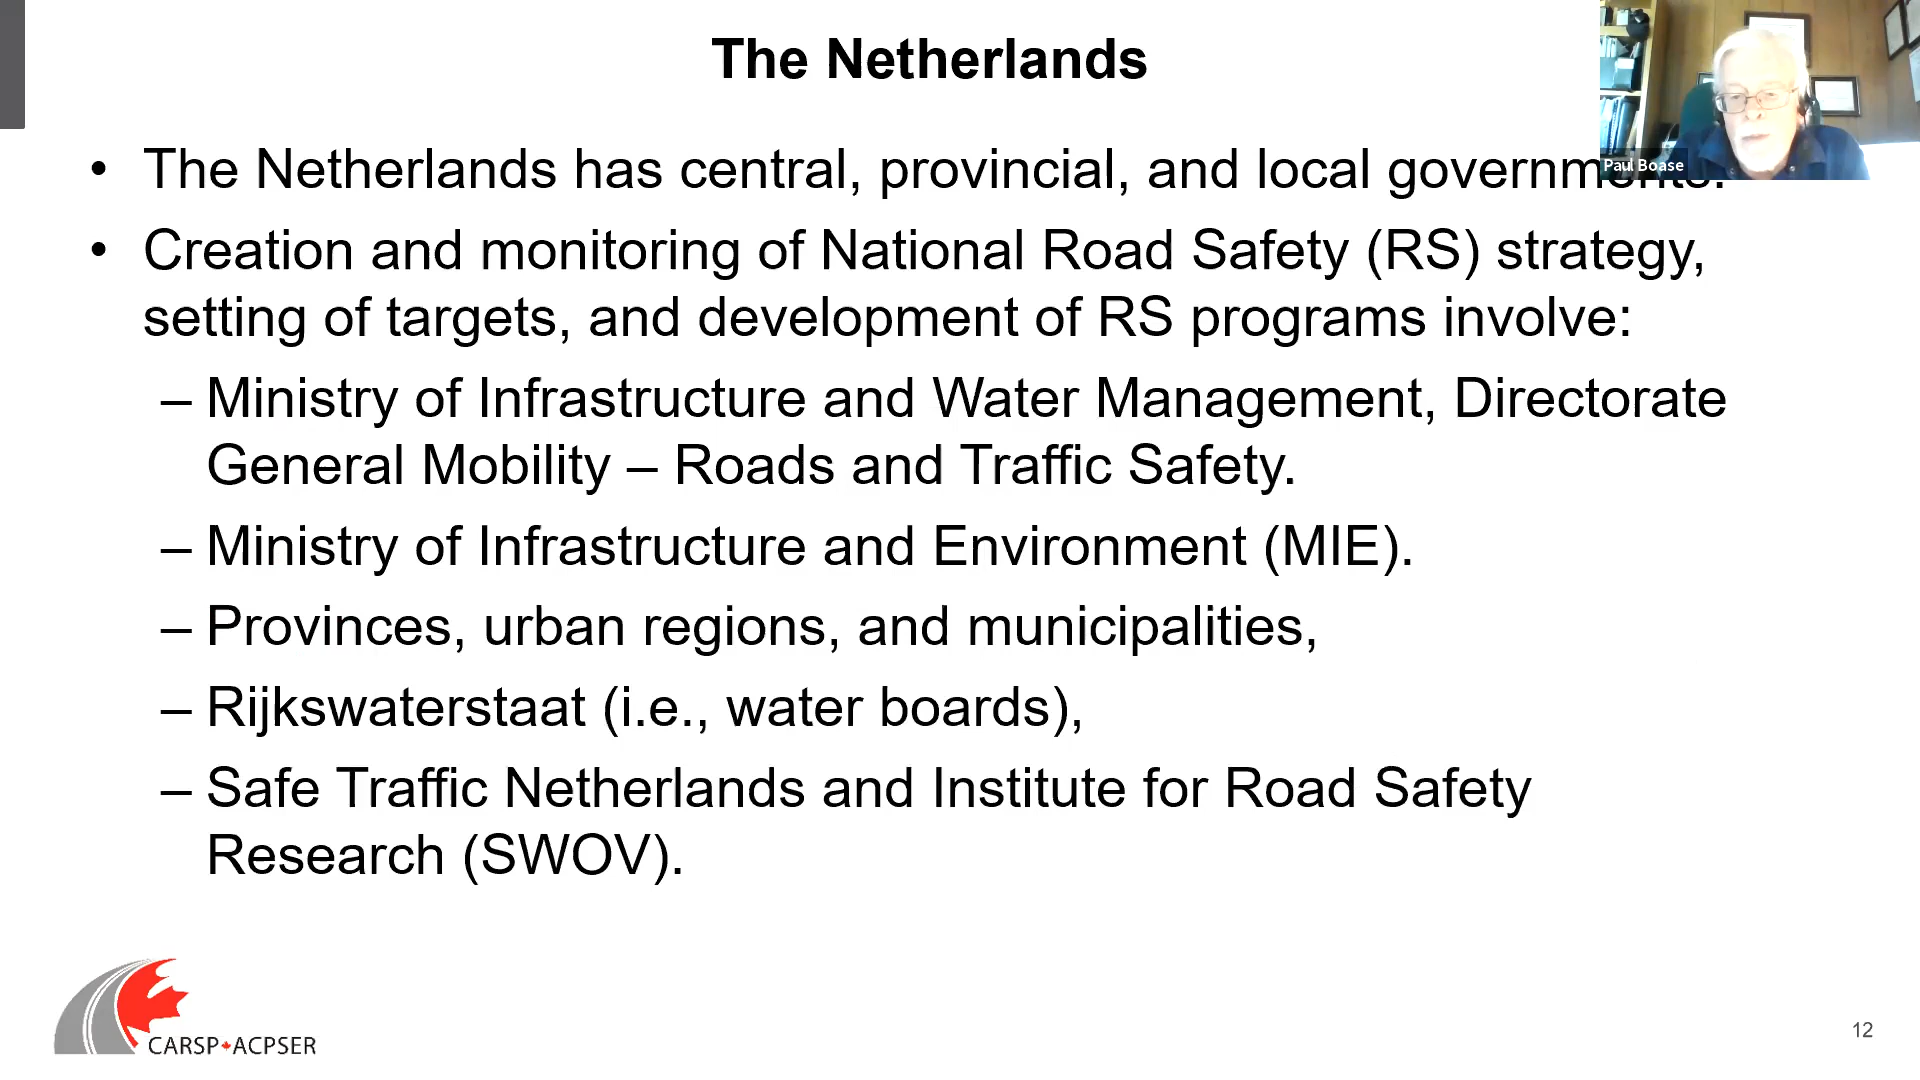 The Netherlands
• The Netherlands has central, provincial, and local governments.
Paul Boase
• Creation and monitoring of National Road Safety (RS) strategy,
setting of targets, and development of RS programs involve:
– Ministry of Infrastructure and Water Management, Directorate
General Mobility – Roads and Traffic Safety.
– Ministry of Infrastructure and Environment (MIE).
– Provinces, urban regions, and municipalities,
– Rijkswaterstaat (i.e., water boards),
– Safe Traffic Netherlands and Institute for Road Safety
Research (SWOV).
CARSP ACPSER
12